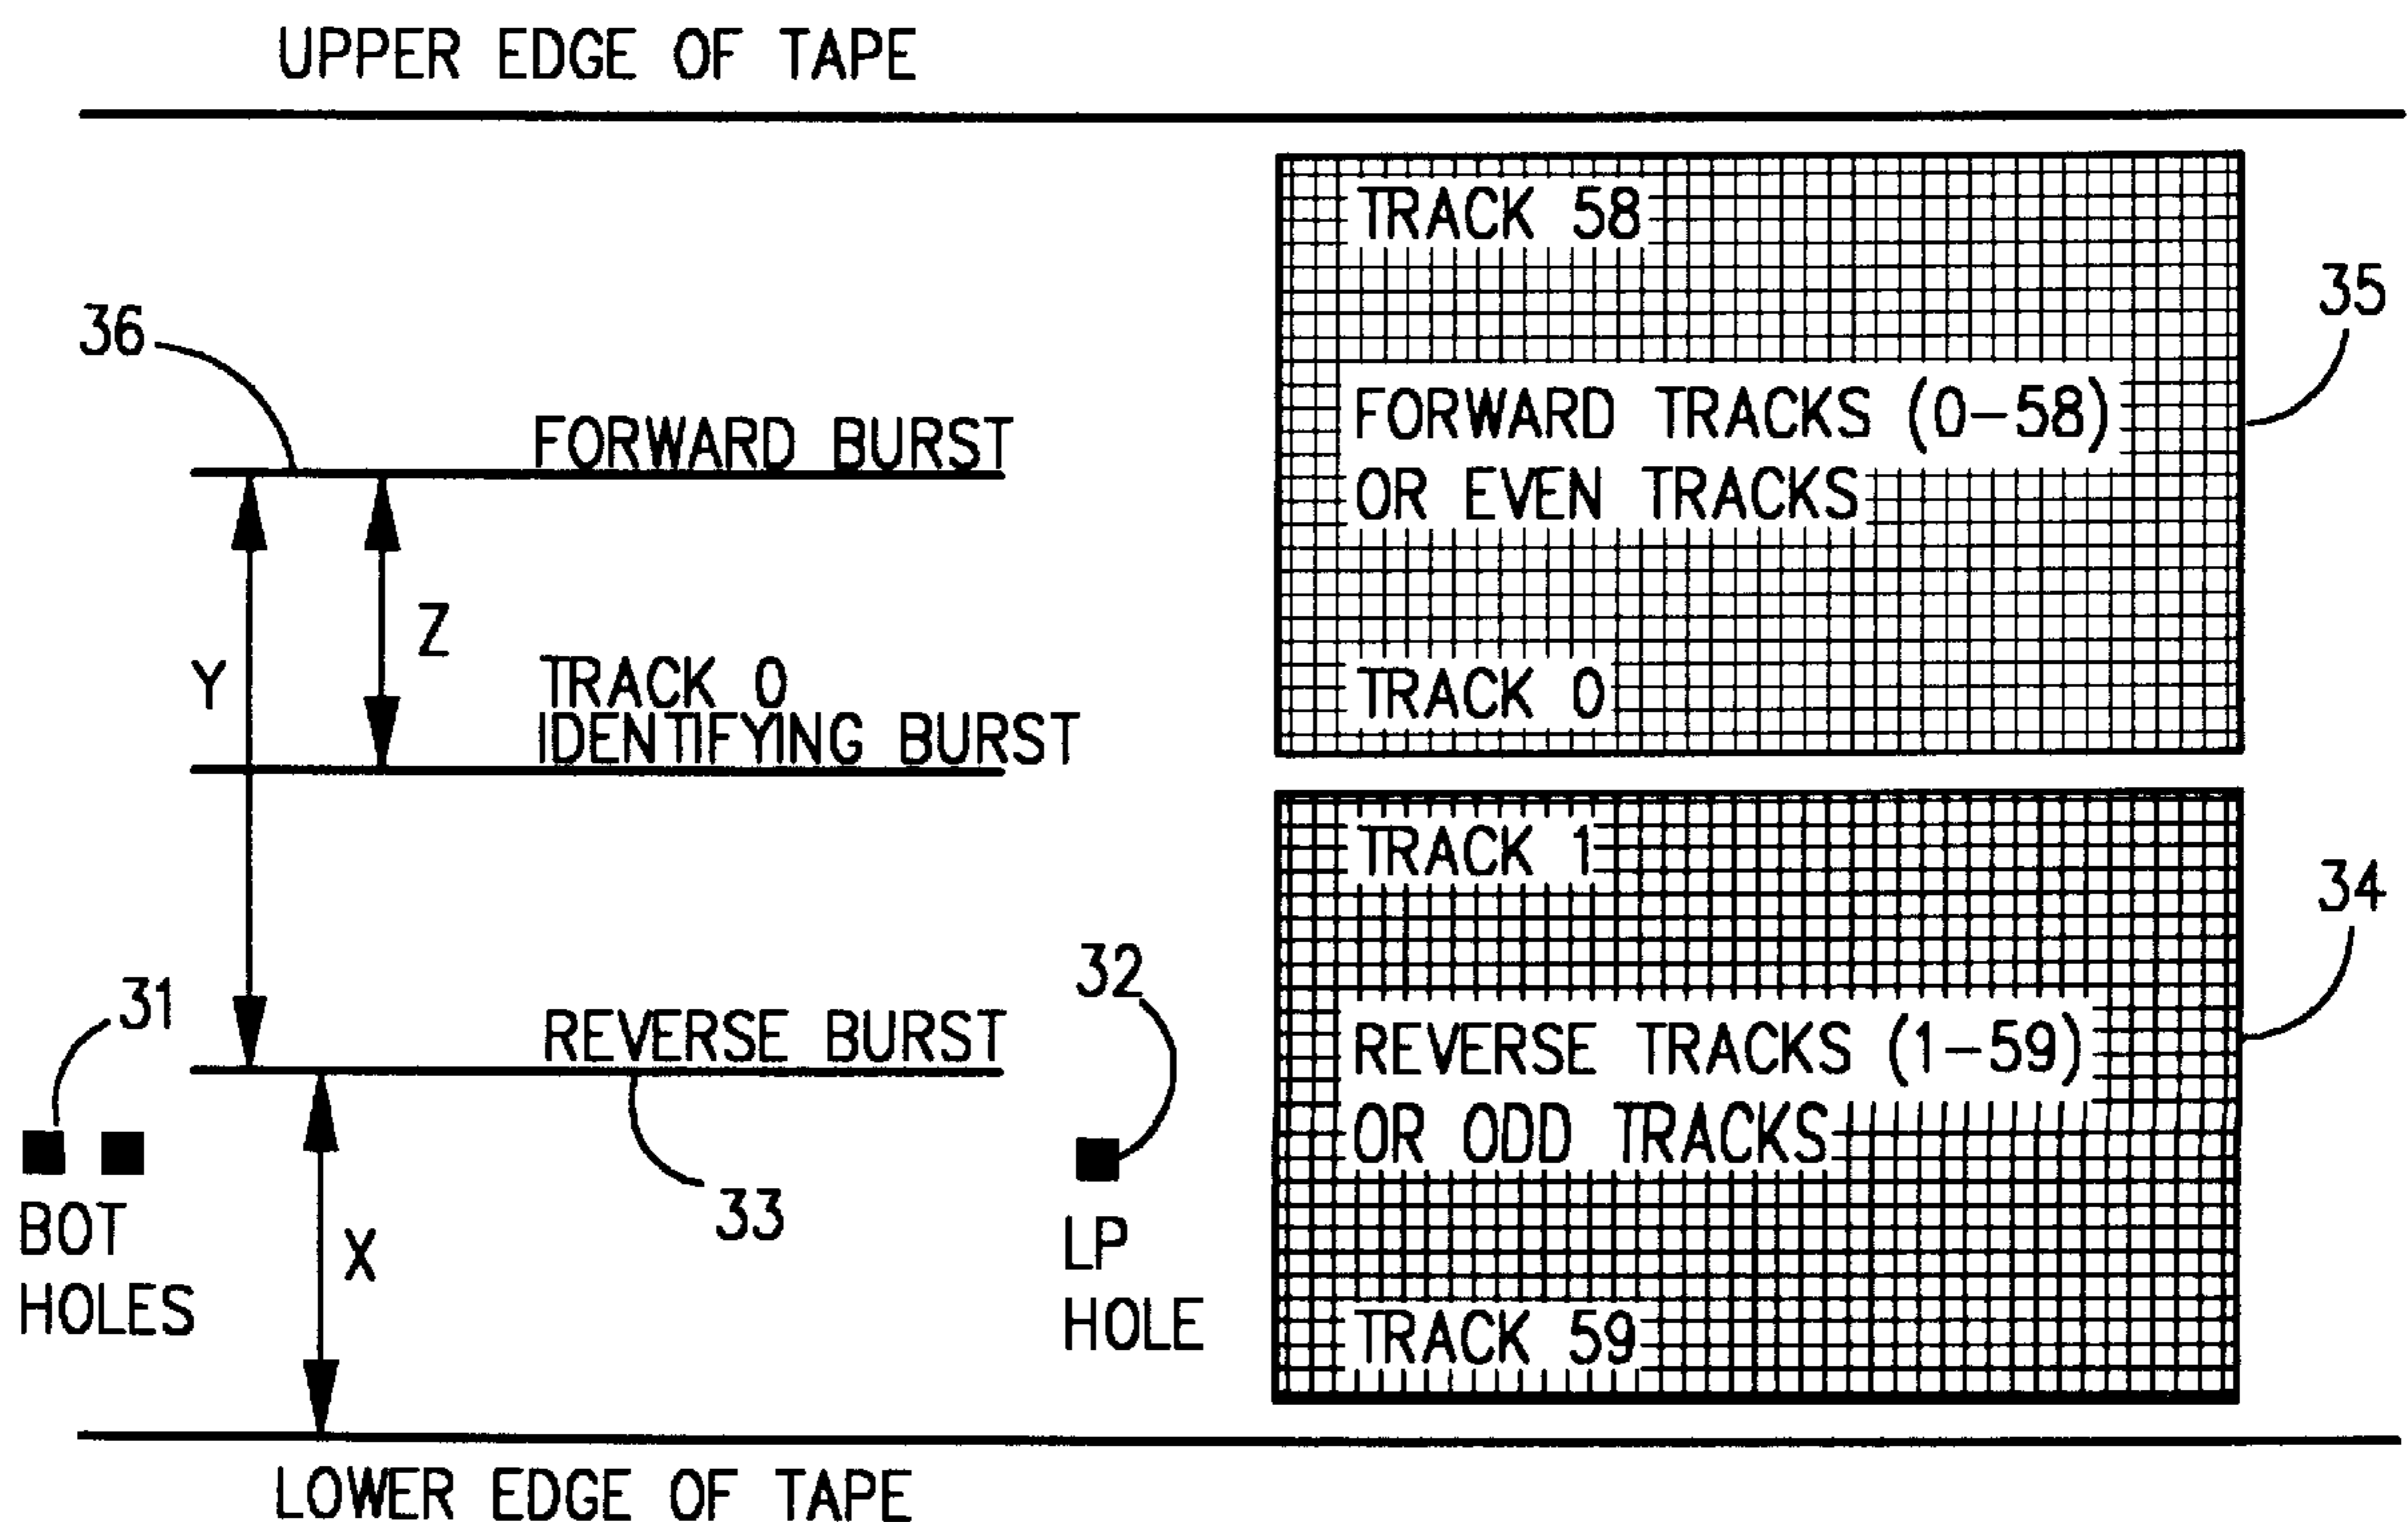 UPPER EDGE OF TAPE
TRACK 58
35
36
FORWARD BURST
FORWARD TRACKS (0-58)
OR EVEN TRACKS
Z
Y
TRACK 0
IDENTIFYING BURST
TRACK 0
TRACK 1
34
32
31
REVERSE BURST
REVERSE TRACKS (1-59)
OR ODD TRACKS
33
BOT
HOLES
X
LP
HOLE
TRACK 59
LOWER EDGE OF TAPE